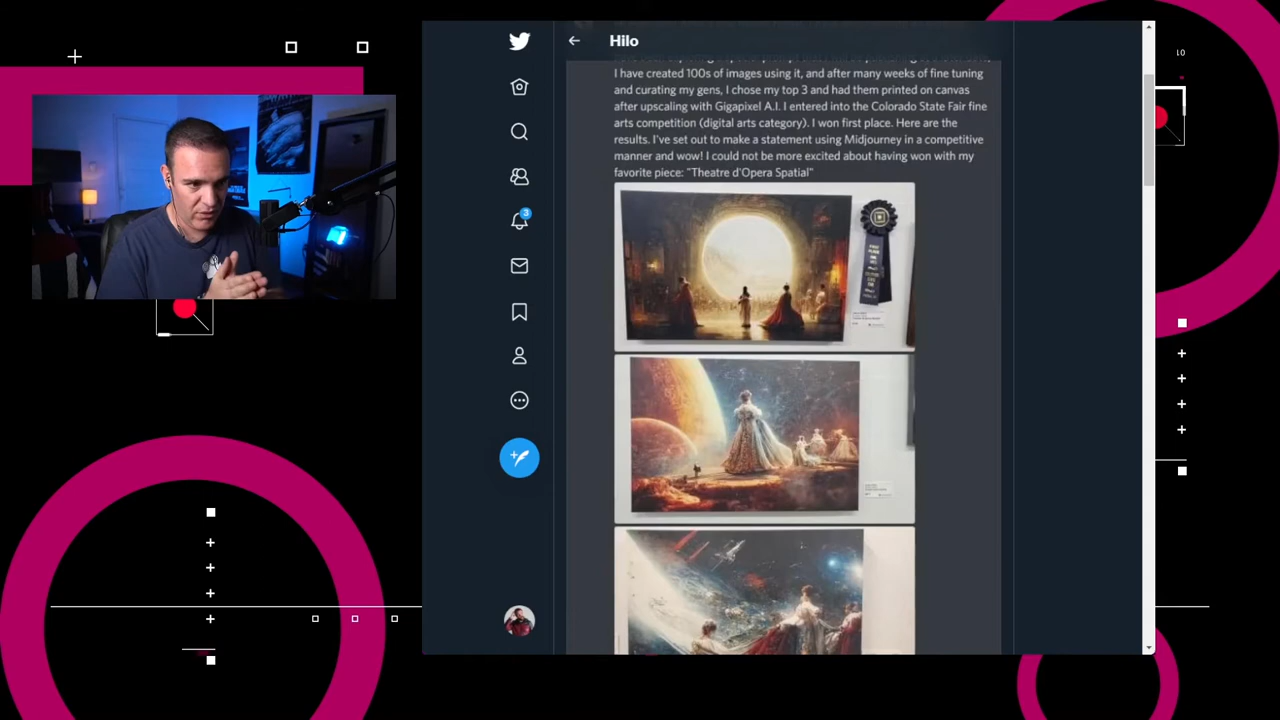 Hilo
I have created 100s of images using it, and after many weeks of fine tuning
and curating my gens, I chose my top 3 and had them printed on canvas
after upscaling with Gigapixel A.I. I entered into the Colorado State Fair fine
arts competition (digital arts category). I won first place. Here are the
results. I've set out to make a statement using Midjourney in a competitive
manner and wow! I could not be more excited about having won with my
favorite piece: "Theatre d'Opera Spatial"
3
10